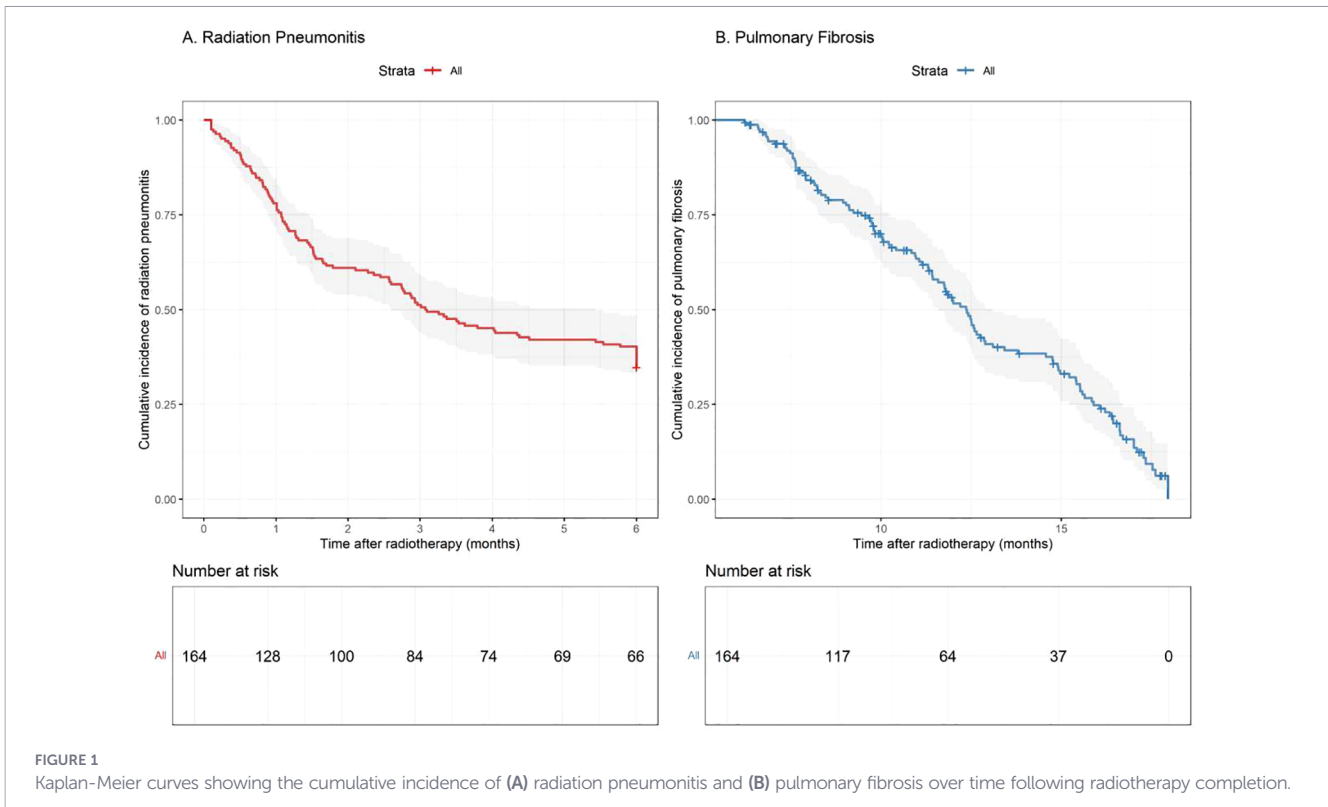 A. Radiation Pneumonitis
Strata All
Cumulative incidence of radiation pneumonitis
1.00
0.75
0.50
0.25
0.00
0 1 2 3 4 5 6
Time after radiotherapy (months)
Number at risk
All 164 128 100 84 74 69 66
B. Pulmonary Fibrosis
Strata All
Cumulative incidence of pulmonary fibrosis
1.00
0.75
0.50
0.25
0.00
10 15
Time after radiotherapy (months)
Number at risk
All 164 117 64 37 0
FIGURE 1
Kaplan-Meier curves showing the cumulative incidence of (A) radiation pneumonitis and (B) pulmonary fibrosis over time following radiotherapy completion.